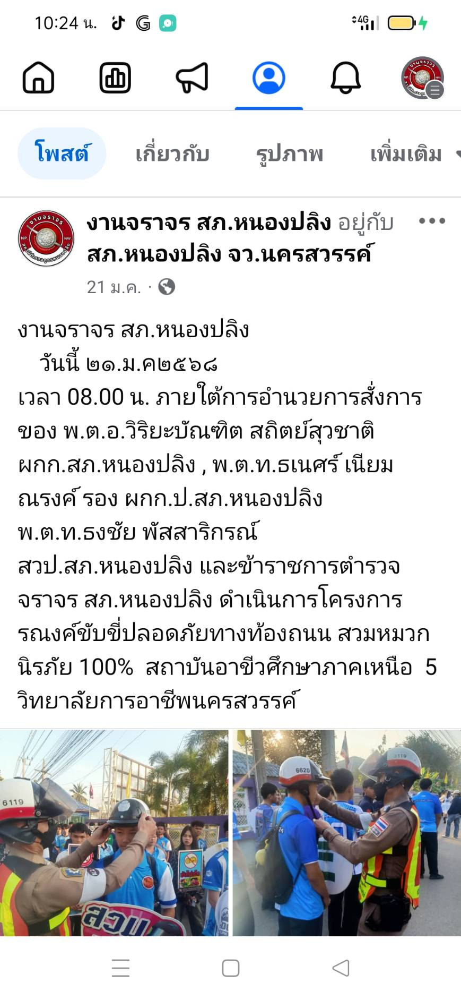 10:24 น.
4G
โพสต์ เกี่ยวกับ รูปภาพ เพิ่มเติม
งานจราจร สภ.หนองปลิง อยู่กับ
สภ.หนองปลิง จว.นครสวรรค์
21 ม.ค. ·
งานจราจร สภ.หนองปลิง
วันนี้ ๒๑.ม.ค๒๕๖๘
เวลา 08.00 น. ภายใต้การอำนวยการสั่งการ
ของ พ.ต.อ.วิริยะบัณฑิต สถิตย์สุวชาติ
ผกก.สภ.หนองปลิง , พ.ต.ท.ธเนศร์ เนียม
ณรงค์ รอง ผกก.ป.สภ.หนองปลิง
พ.ต.ท.ธงชัย พัสสาริกรณ์
สวป.สภ.หนองปลิง และข้าราชการตำรวจ
จราจร สภ.หนองปลิง ดำเนินการโครงการ
รณงค์ขับขี่ปลอดภัยทางท้องถนน สวมหมวก
นิรภัย 100%  สถาบันอาขีวศึกษาภาคเหนือ  5
วิทยาลัยการอาชีพนครสวรรค์
6119
สวม
6620
3119